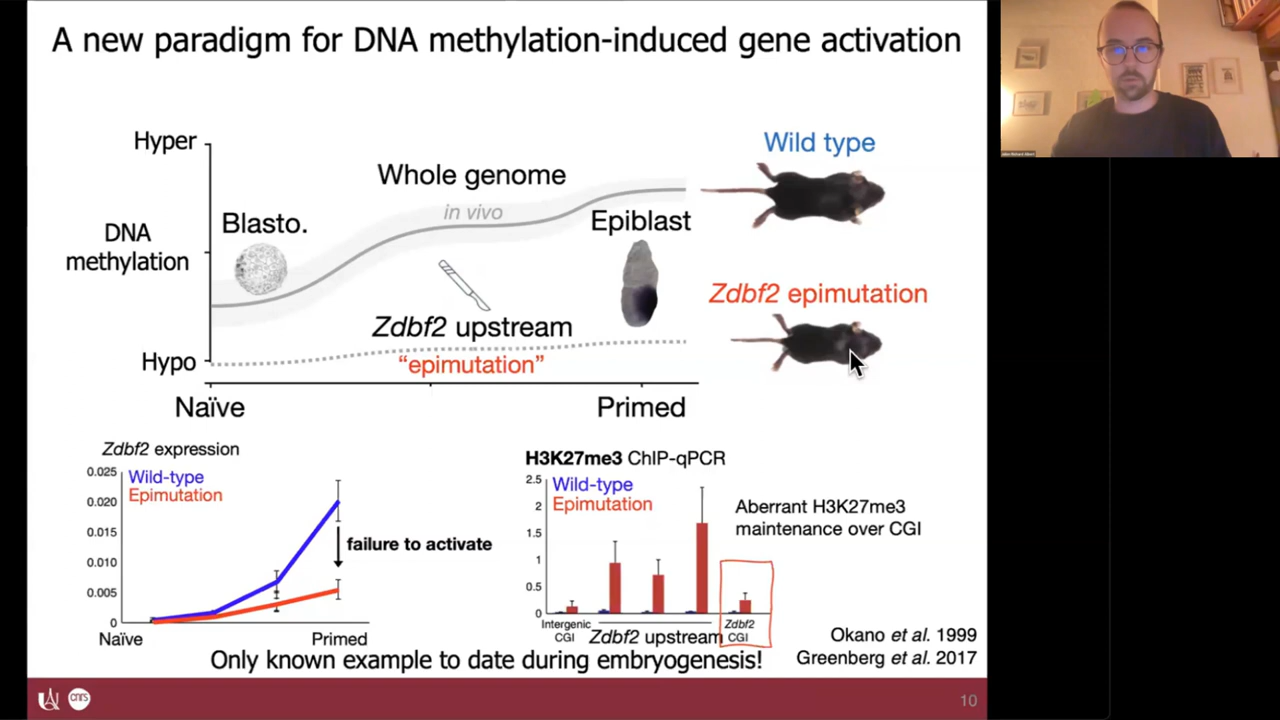 A new paradigm for DNA methylation-induced gene activation
Hyper
DNA
methylation
Hypo
Whole genome
in vivo
Blasto.
Epiblast
Zdbf2 upstream
“epimutation”
Naïve
Primed
Wild type
Zdbf2 epimutation
Zdbf2 expression
Wild-type
Epimutation
0.025
0.020
0.015
0.010
0.005
0
failure to activate
Naïve
Primed
H3K27me3 ChIP-qPCR
Wild-type
Epimutation
2.5
2
1.5
1
0.5
0
Intergenic
CGI
Zdbf2 upstream
Zdbf2
CGI
Aberrant H3K27me3
maintenance over CGI
Only known example to date during embryogenesis!
Okano et al. 1999
Greenberg et al. 2017
cnrs
10